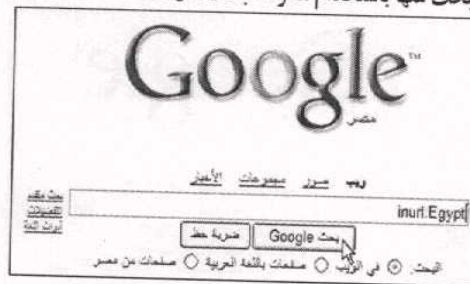 Google™
مصر
ويب صور مجموعات الأخبار
بحث متقدم
التفضيلات
أدوات اللغة
inurl.Egypt
بحث Google ضربة حظ
البحث: في الويب صفحات باللغة العربية صفحات من مصر